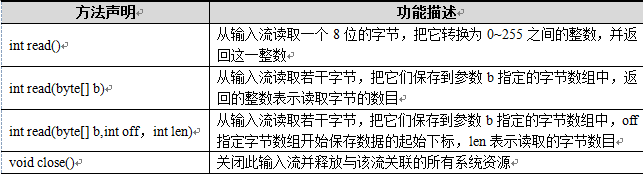 方法声明 功能描述
int read() 从输入流读取一个 8 位的字节，把它转换为 0~255 之间的整数，并返
回这一整数
int read(byte[] b) 从输入流读取若干字节，把它们保存到参数 b 指定的字节数组中，返
回的整数表示读取字节的数目
int read(byte[] b,int off，int len) 从输入流读取若干字节，把它们保存到参数 b 指定的字节数组中，off
指定字节数组开始保存数据的起始下标，len 表示读取的字节数目
void close() 关闭此输入流并释放与该流关联的所有系统资源